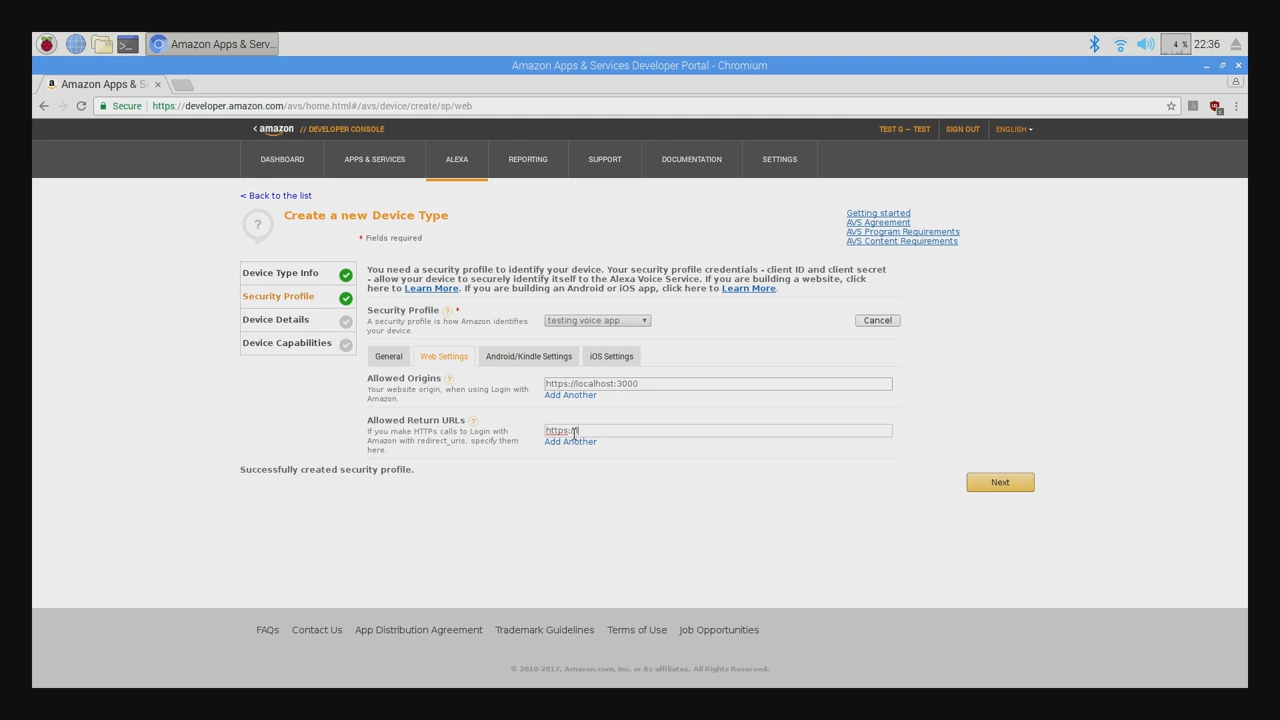 Amazon Apps & Serv...
4 %
22:36
Amazon Apps & Services Developer Portal - Chromium
Amazon Apps & S
Secure
https://developer.amazon.com/avs/home.html#/avs/device/create/sp/web
< amazon // DEVELOPER CONSOLE
TEST G — TEST
SIGN OUT
ENGLISH
DASHBOARD
APPS & SERVICES
ALEXA
REPORTING
SUPPORT
DOCUMENTATION
SETTINGS
< Back to the list
?
Create a new Device Type
* Fields required
Getting started
AVS Agreement
AVS Program Requirements
AVS Content Requirements
Device Type Info
Security Profile
Device Details
Device Capabilities
You need a security profile to identify your device. Your security profile credentials - client ID and client secret
- allow your device to securely identify itself to the Alexa Voice Service. If you are building a website, click
here to Learn More. If you are building an Android or iOS app, click here to Learn More.
Security Profile ? *
A security profile is how Amazon identifies
your device.
testing voice app
Cancel
General
Web Settings
Android/Kindle Settings
iOS Settings
Allowed Origins ?
Your website origin, when using Login with
Amazon.
https://localhost:3000
Add Another
Allowed Return URLs ?
If you make HTTPs calls to Login with
Amazon with redirect_uris, specify them
here.
https://
Add Another
Successfully created security profile.
Next
FAQs
Contact Us
App Distribution Agreement
Trademark Guidelines
Terms of Use
Job Opportunities
© 2010-2017, Amazon.com, Inc. or its affiliates. All Rights Reserved.